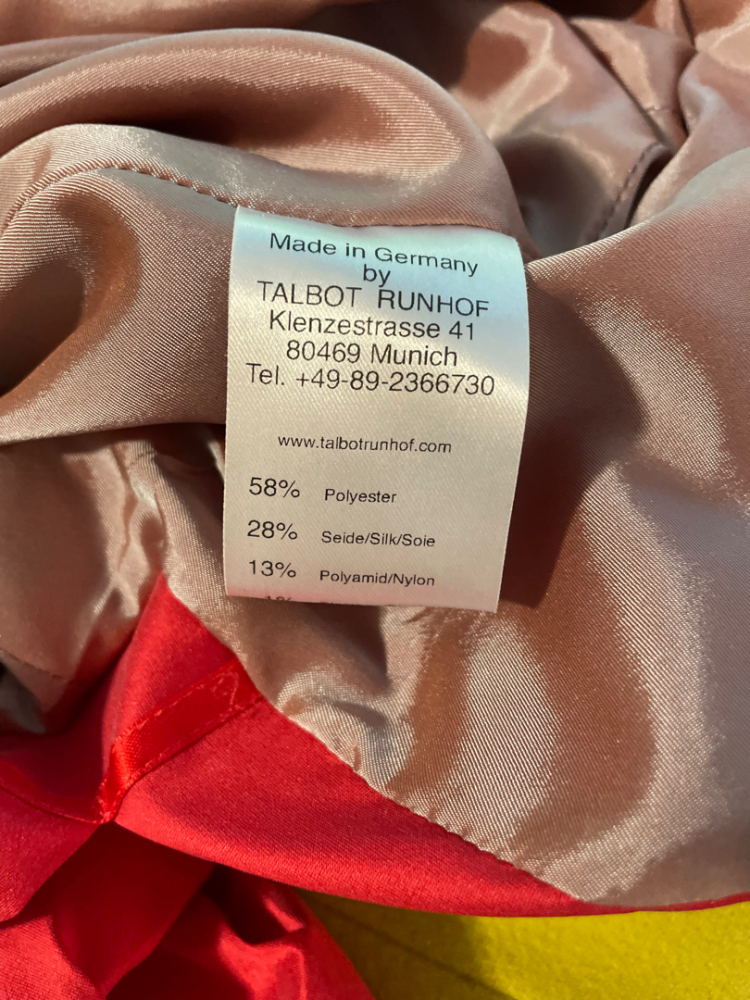 Made in Germany
by
TALBOT RUNHOF
Klenzestrasse 41
80469 Munich
Tel. +49-89-2366730
www.talbotrunhof.com
58% Polyester
28% Seide/Silk/Soie
13% Polyamid/Nylon